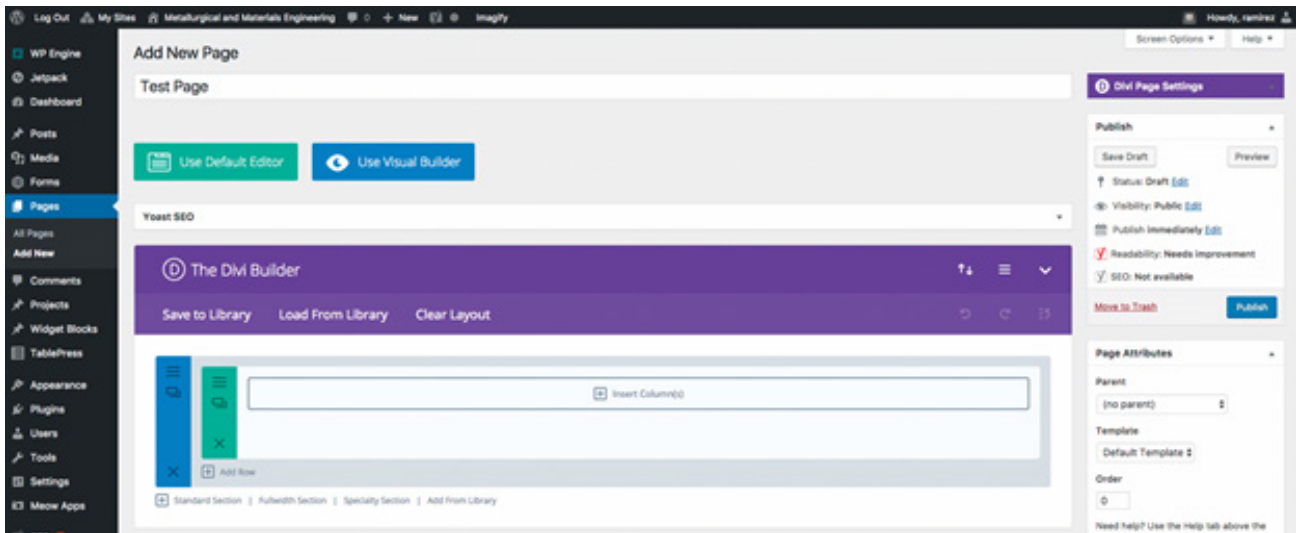 Log Out My Sites Metallurgical and Materials Engineering 0 + New Imagify Howdy, ramirez
Screen Options Help
WP Engine
Jetpack
Dashboard
Posts
Media
Forms
Pages
All Pages
Add New
Comments
Projects
Widget Blocks
TablePress
Appearance
Plugins
Users
Tools
Settings
Meow Apps
Add New Page
Test Page
Use Default Editor Use Visual Builder
Yoast SEO
The Divi Builder
Save to Library Load From Library Clear Layout
Insert Column(s)
Add Row
Standard Section | Fullwidth Section | Specialty Section | Add From Library
Divi Page Settings
Publish
Save Draft Preview
Status: Draft Edit
Visibility: Public Edit
Publish immediately Edit
Readability: Needs improvement
SEO: Not available
Move to Trash Publish
Page Attributes
Parent
(no parent)
Template
Default Template
Order
0
Need help? Use the Help tab above the